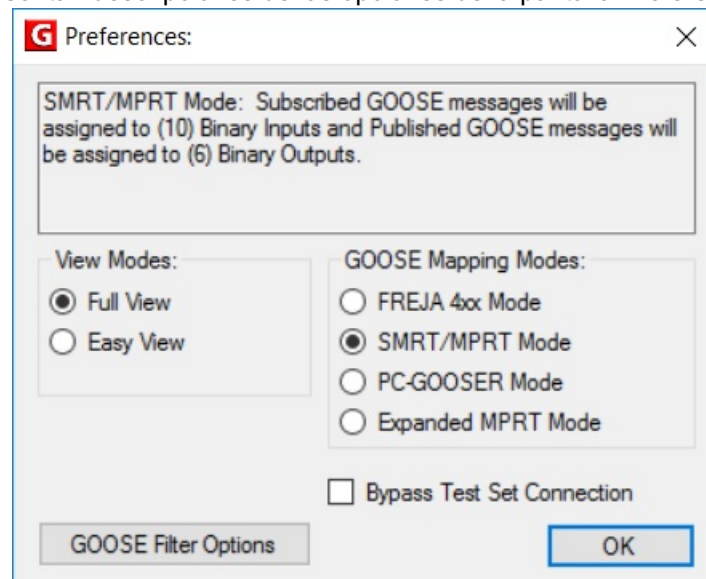 G Preferences:
SMRT/MPRT Mode: Subscribed GOOSE messages will be
assigned to (10) Binary Inputs and Published GOOSE messages will
be assigned to (6) Binary Outputs.
View Modes:
Full View
Easy View
GOOSE Mapping Modes:
FREJA 4xx Mode
SMRT/MPRT Mode
PC-GOOSER Mode
Expanded MPRT Mode
Bypass Test Set Connection
GOOSE Filter Options
OK